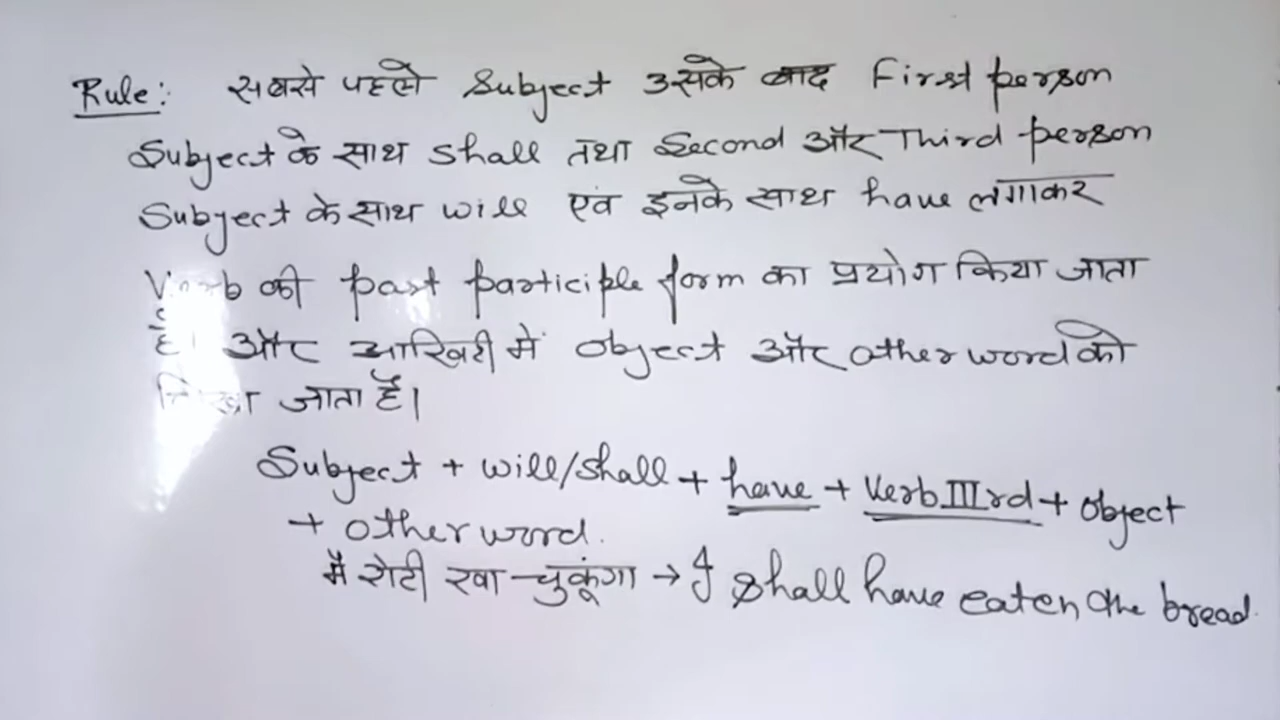 Rule: सबसे पहले Subject उसके बाद First person
Subject के साथ shall तथा Second और Third person
Subject के साथ will एवं इनके साथ have लगाकर
Verb की past participle form का प्रयोग किया जाता
है। और आखिरी में object और other word को
लिखा जाता है।
Subject + will/shall + have + Verb IIIrd + object
+ other word.
मैं रोटी खा चुकूंगा → I shall have eaten the bread.